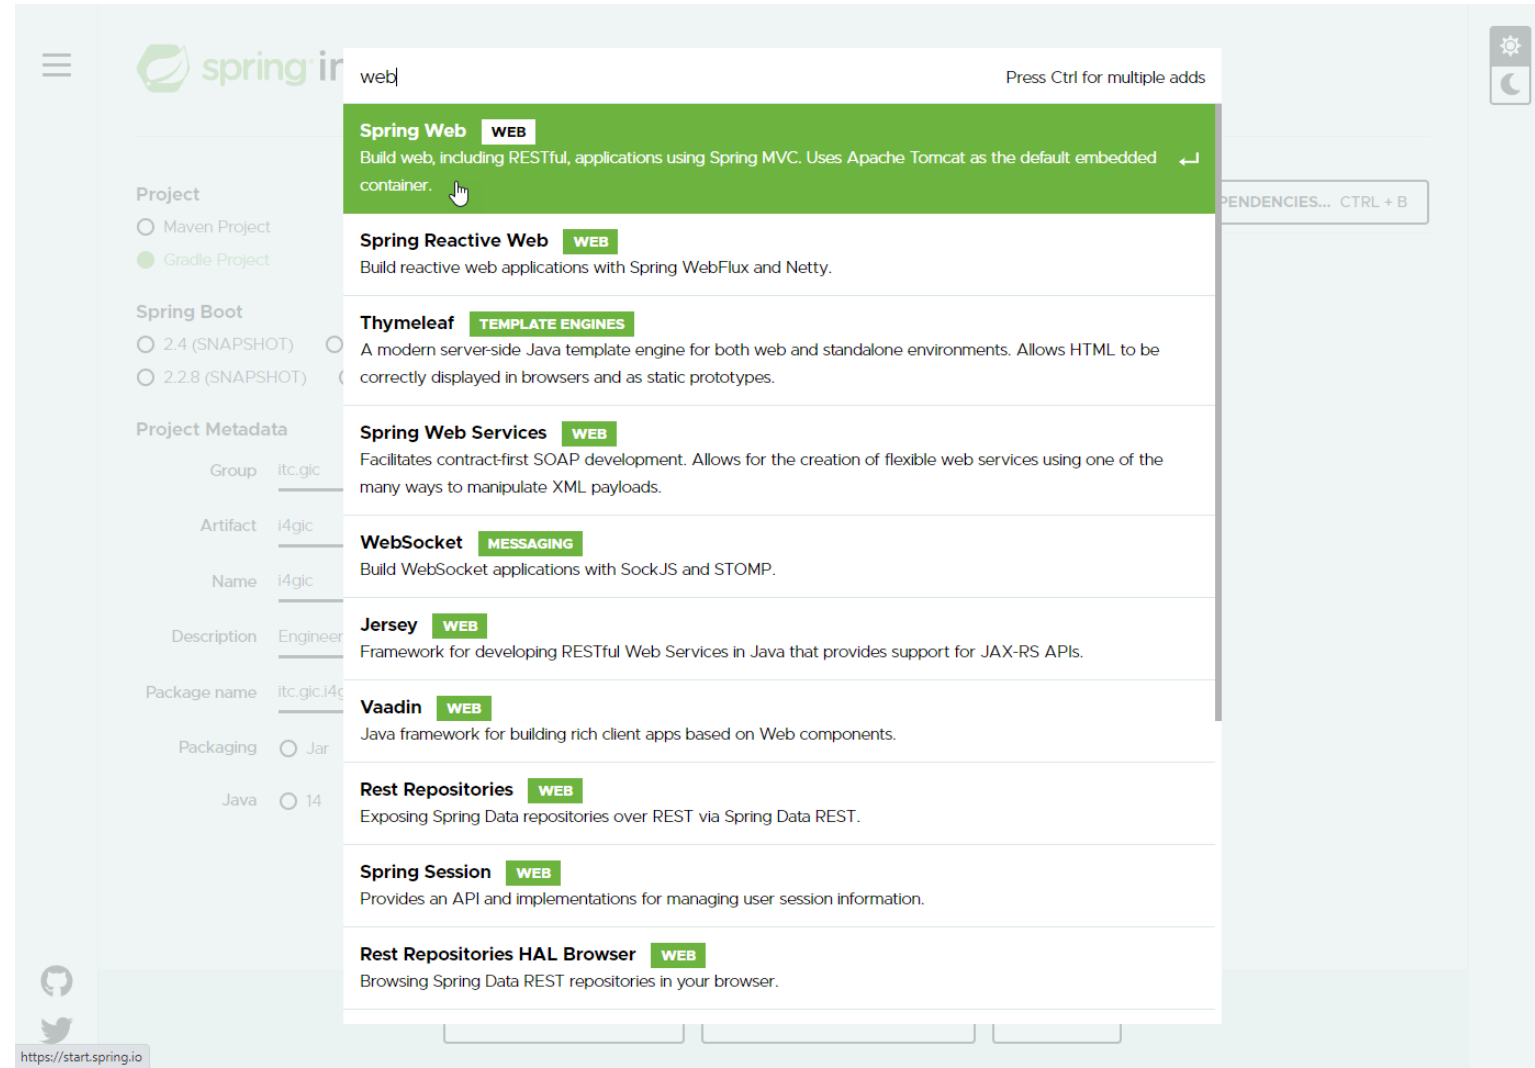 spring in
web
Press Ctrl for multiple adds
Spring Web WEB
Build web, including RESTful, applications using Spring MVC. Uses Apache Tomcat as the default embedded
container.
Project
PENDENCIES... CTRL + B
Maven Project
Gradle Project
Spring Reactive Web WEB
Build reactive web applications with Spring WebFlux and Netty.
Spring Boot
2.4 (SNAPSHOT)
2.2.8 (SNAPSHOT)
Thymeleaf TEMPLATE ENGINES
A modern server-side Java template engine for both web and standalone environments. Allows HTML to be
correctly displayed in browsers and as static prototypes.
Project Metadata
Group itc.gic
Artifact i4gic
Name i4gic
Description Engineer
Package name itc.gic.i4g
Packaging Jar
Java 14
Spring Web Services WEB
Facilitates contract-first SOAP development. Allows for the creation of flexible web services using one of the
many ways to manipulate XML payloads.
WebSocket MESSAGING
Build WebSocket applications with SockJS and STOMP.
Jersey WEB
Framework for developing RESTful Web Services in Java that provides support for JAX-RS APIs.
Vaadin WEB
Java framework for building rich client apps based on Web components.
Rest Repositories WEB
Exposing Spring Data repositories over REST via Spring Data REST.
Spring Session WEB
Provides an API and implementations for managing user session information.
Rest Repositories HAL Browser WEB
Browsing Spring Data REST repositories in your browser.
https://start.spring.io